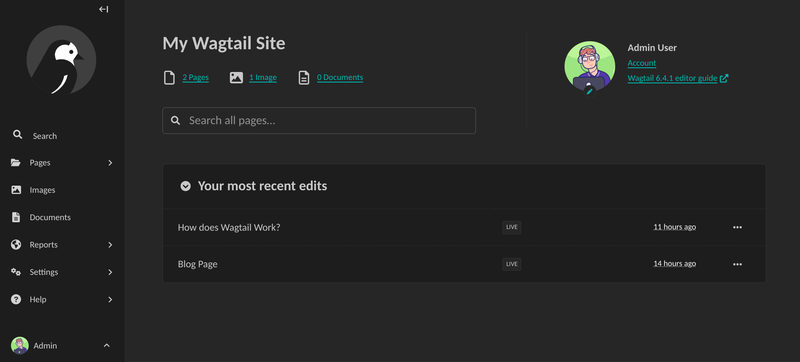 My Wagtail Site
2 Pages
1 Image
0 Documents
Search all pages…
Admin User
Account
Wagtail 6.4.1 editor guide
Search
Pages
Images
Documents
Reports
Settings
Help
Admin
Your most recent edits
How does Wagtail Work? LIVE 11 hours ago
Blog Page LIVE 14 hours ago